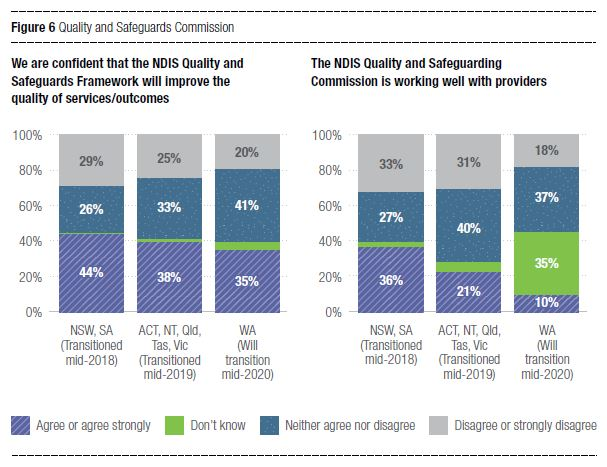 Figure 6 Quality and Safeguards Commission
We are confident that the NDIS Quality and
Safeguards Framework will improve the
quality of services/outcomes
100%
80%
60%
40%
20%
0%
29%
26%
44%
25%
33%
38%
20%
41%
35%
NSW, SA
(Transitioned
mid-2018)
ACT, NT, Qld,
Tas, Vic
(Transitioned
mid-2019)
WA
(Will
transition
mid-2020)
The NDIS Quality and Safeguarding
Commission is working well with providers
100%
80%
60%
40%
20%
0%
33%
27%
36%
31%
40%
21%
18%
37%
35%
10%
NSW, SA
(Transitioned
mid-2018)
ACT, NT, Qld,
Tas, Vic
(Transitioned
mid-2019)
WA
(Will
transition
mid-2020)
Agree or agree strongly
Don't know
Neither agree nor disagree
Disagree or strongly disagree